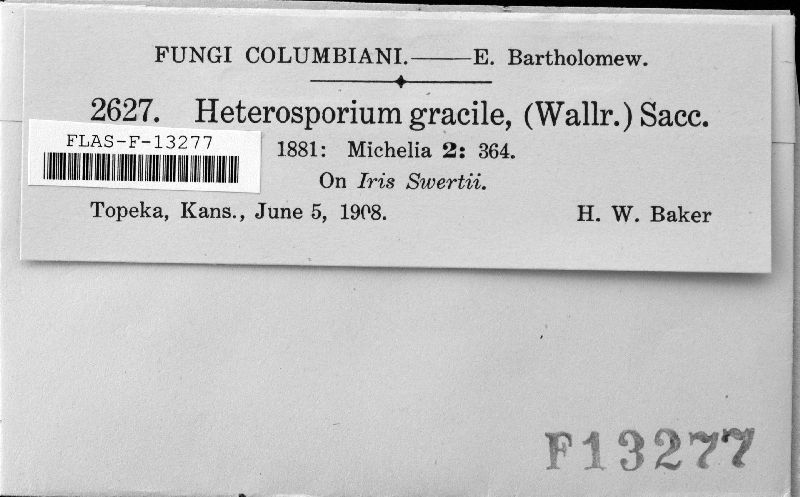 FUNGI COLUMBIANI.——E. Bartholomew.
2627. Heterosporium gracile, (Wallr.) Sacc.
FLAS-F-13277
1881: Michelia 2: 364.
On Iris Swertii.
Topeka, Kans., June 5, 1908. H. W. Baker
F13277